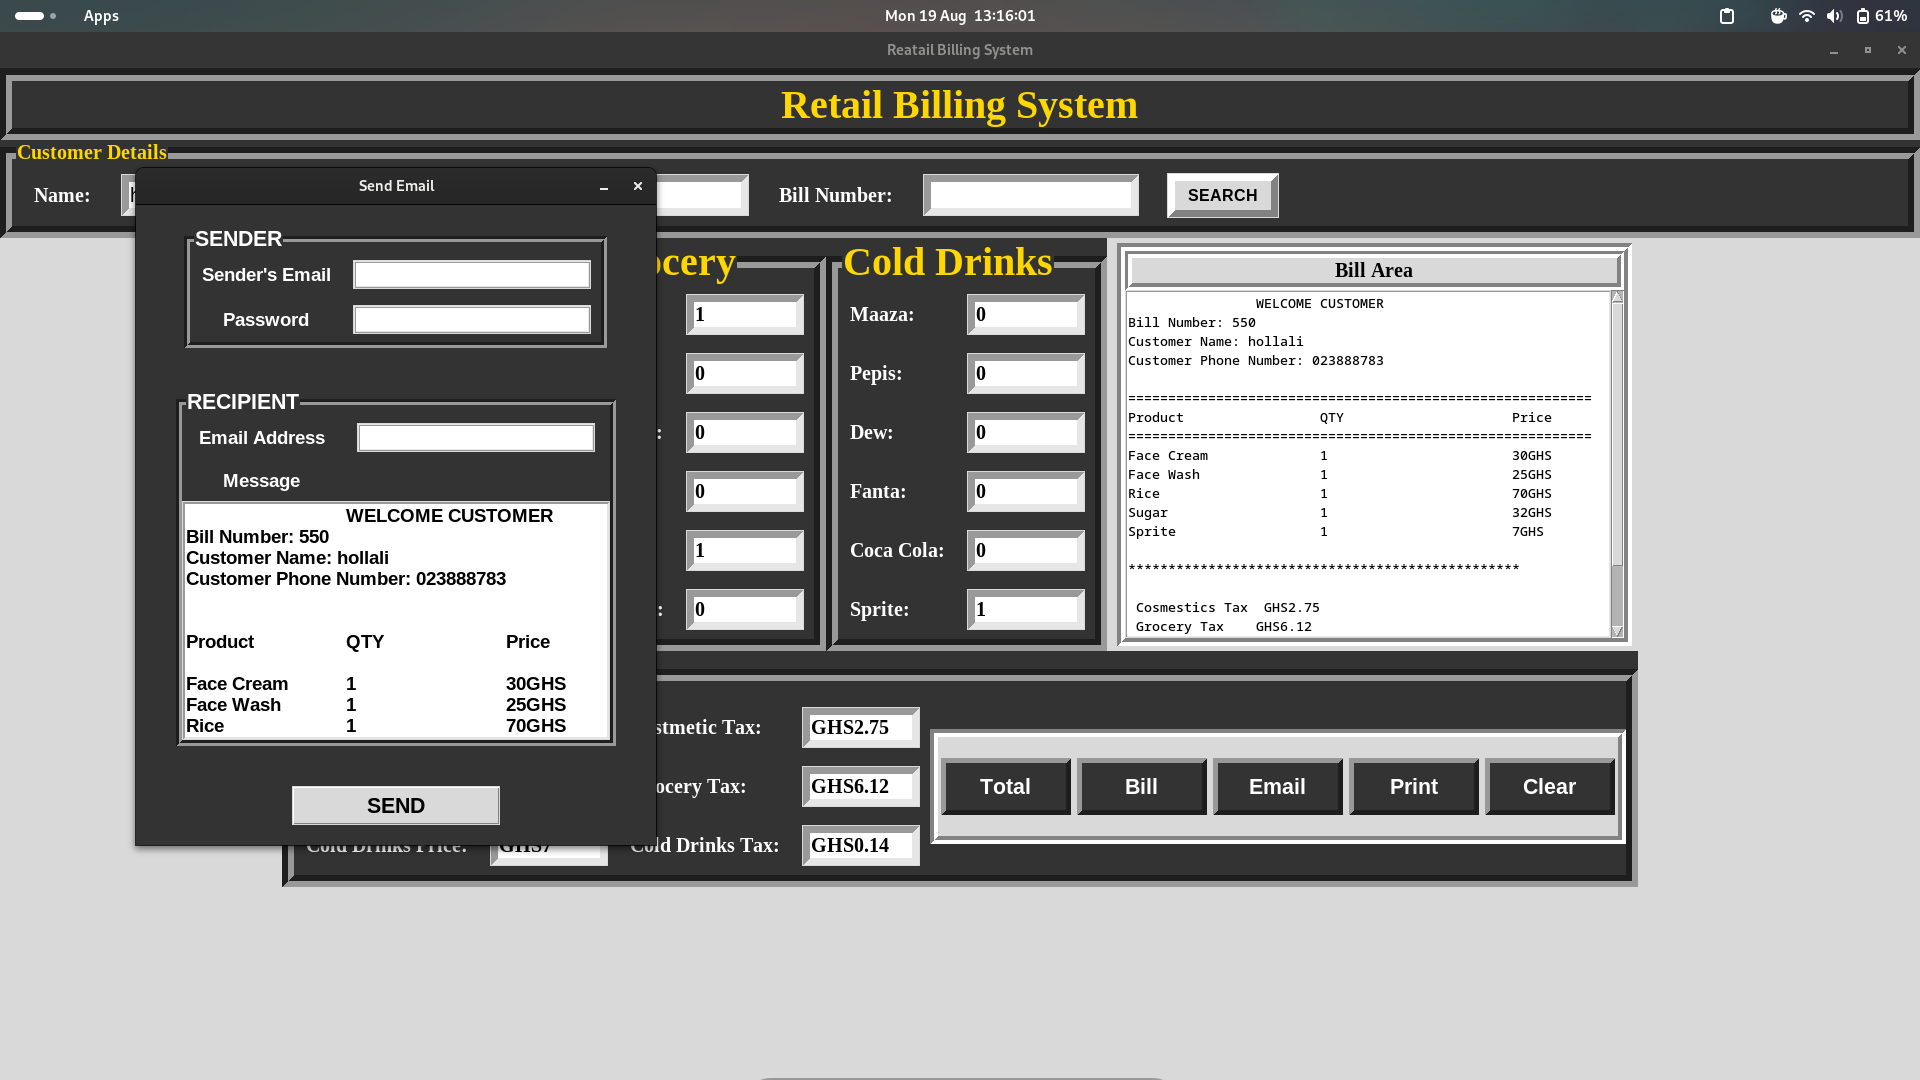 Apps
Mon 19 Aug 13:16:01
61%
Reatail Billing System
Retail Billing System
Customer Details
Name:
Bill Number:
SEARCH
Send Email
SENDER
Sender's Email
Password
RECIPIENT
Email Address
Message
WELCOME CUSTOMER
Bill Number: 550
Customer Name: hollali
Customer Phone Number: 023888783
Product QTY Price
Face Cream 1 30GHS
Face Wash 1 25GHS
Rice 1 70GHS
SEND
ocery
1
0
: 0
0
1
: 0
Cold Drinks
Maaza: 0
Pepis: 0
Dew: 0
Fanta: 0
Coca Cola: 0
Sprite: 1
Bill Area
WELCOME CUSTOMER
Bill Number: 550
Customer Name: hollali
Customer Phone Number: 023888783
==========================================================
Product QTY Price
==========================================================
Face Cream 1 30GHS
Face Wash 1 25GHS
Rice 1 70GHS
Sugar 1 32GHS
Sprite 1 7GHS
*************************************************
Cosmestics Tax GHS2.75
Grocery Tax GHS6.12
stmetic Tax: GHS2.75
ocery Tax: GHS6.12
Cold Drinks Price: GHS7 Cold Drinks Tax: GHS0.14
Total
Bill
Email
Print
Clear